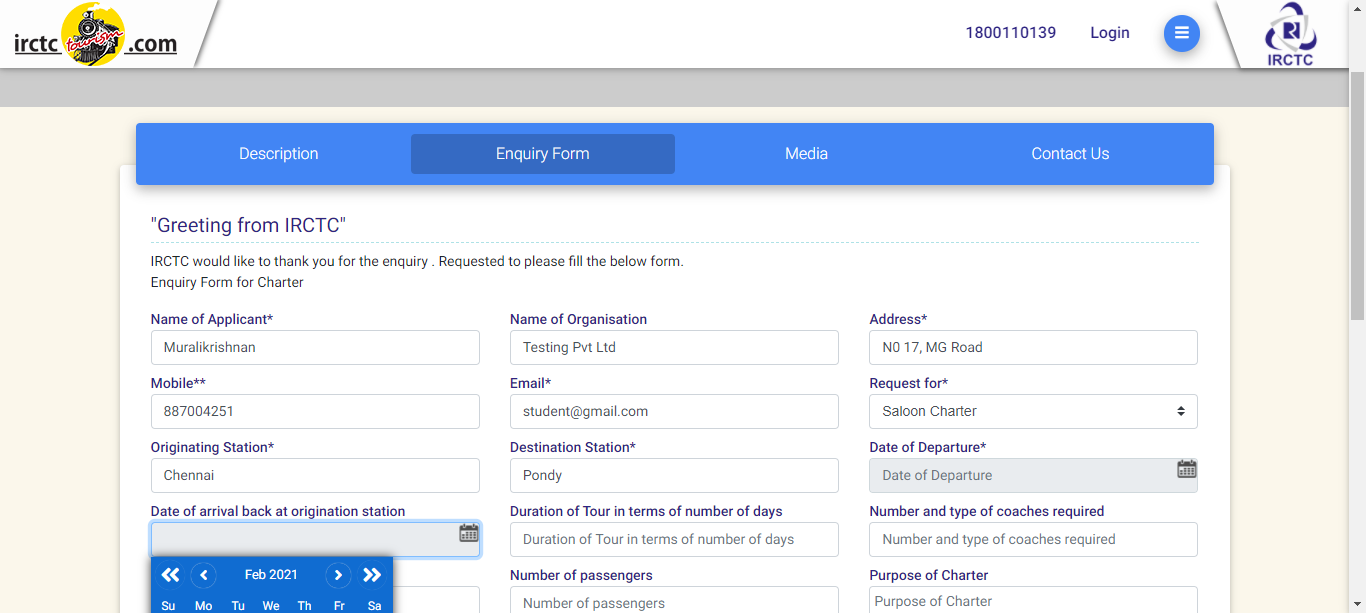 irctc tourism .com
1800110139 Login
IRCTC
Description Enquiry Form Media Contact Us
"Greeting from IRCTC"
IRCTC would like to thank you for the enquiry . Requested to please fill the below form.
Enquiry Form for Charter
Name of Applicant* Name of Organisation Address*
Muralikrishnan Testing Pvt Ltd N0 17, MG Road
Mobile** Email* Request for*
887004251 student@gmail.com Saloon Charter
Originating Station* Destination Station* Date of Departure*
Chennai Pondy Date of Departure
Date of arrival back at origination station Duration of Tour in terms of number of days Number and type of coaches required
Duration of Tour in terms of number of days Number and type of coaches required
Feb 2021 Number of passengers Purpose of Charter
Su Mo Tu We Th Fr Sa Number of passengers Purpose of Charter